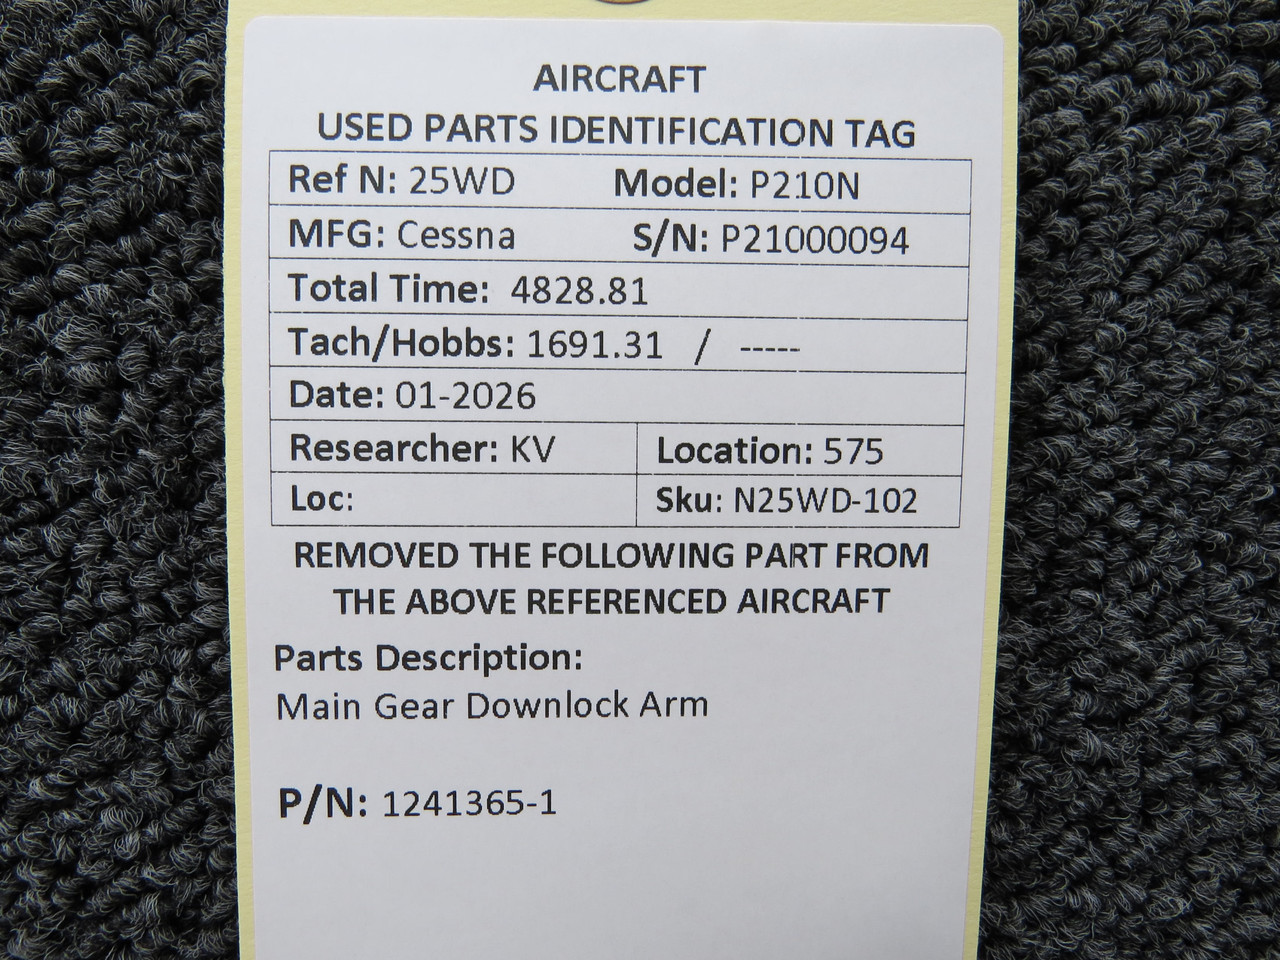 AIRCRAFT
USED PARTS IDENTIFICATION TAG
Ref N: 25WD Model: P210N
MFG: Cessna S/N: P21000094
Total Time: 4828.81
Tach/Hobbs: 1691.31 / -----
Date: 01-2026
Researcher: KV Location: 575
Loc: Sku: N25WD-102
REMOVED THE FOLLOWING PART FROM
THE ABOVE REFERENCED AIRCRAFT
Parts Description:
Main Gear Downlock Arm
P/N: 1241365-1